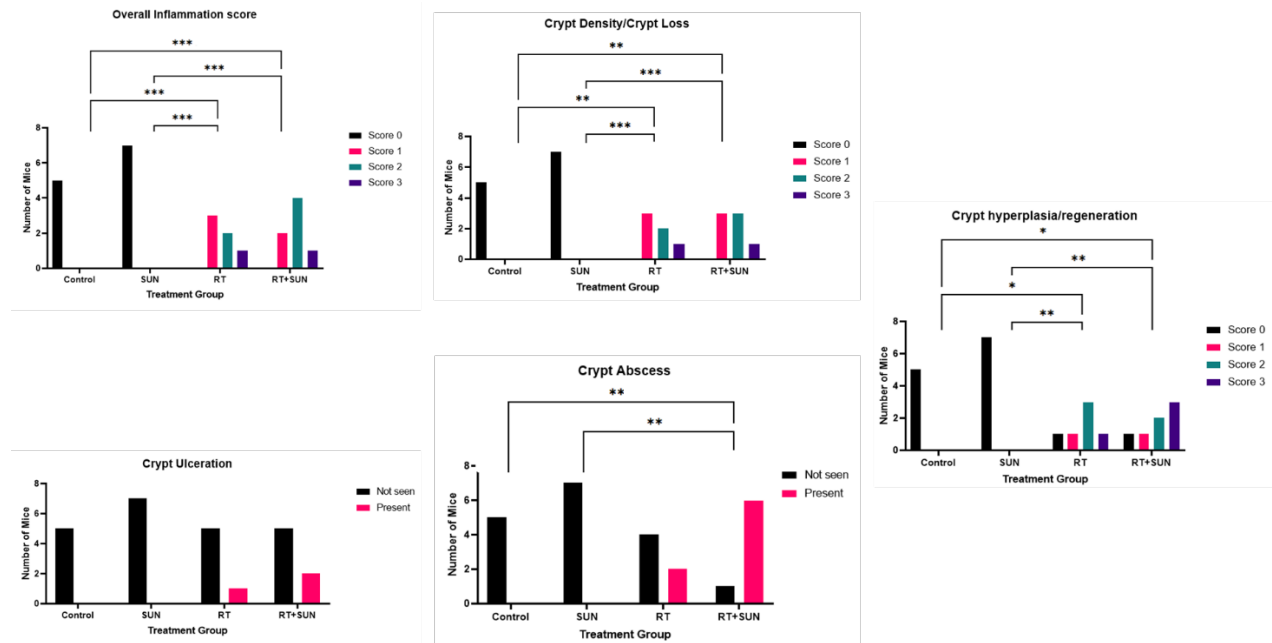 Overall Inflammation score
***
***
***
***
Number of Mice
8
6
4
2
0
Control SUN RT RT+SUN
Treatment Group
Score 0
Score 1
Score 2
Score 3
Crypt Density/Crypt Loss
**
***
**
***
Number of Mice
8
6
4
2
0
Control SUN RT RT+SUN
Treatment Group
Score 0
Score 1
Score 2
Score 3
Crypt hyperplasia/regeneration
*
**
*
**
Number of Mice
8
6
4
2
0
Control SUN RT RT+SUN
Treatment Group
Score 0
Score 1
Score 2
Score 3
Crypt Ulceration
Number of Mice
8
6
4
2
0
Control SUN RT RT+SUN
Treatment Group
Not seen
Present
Crypt Abscess
**
**
Number of Mice
8
6
4
2
0
Control SUN RT RT+SUN
Treatment Group
Not seen
Present